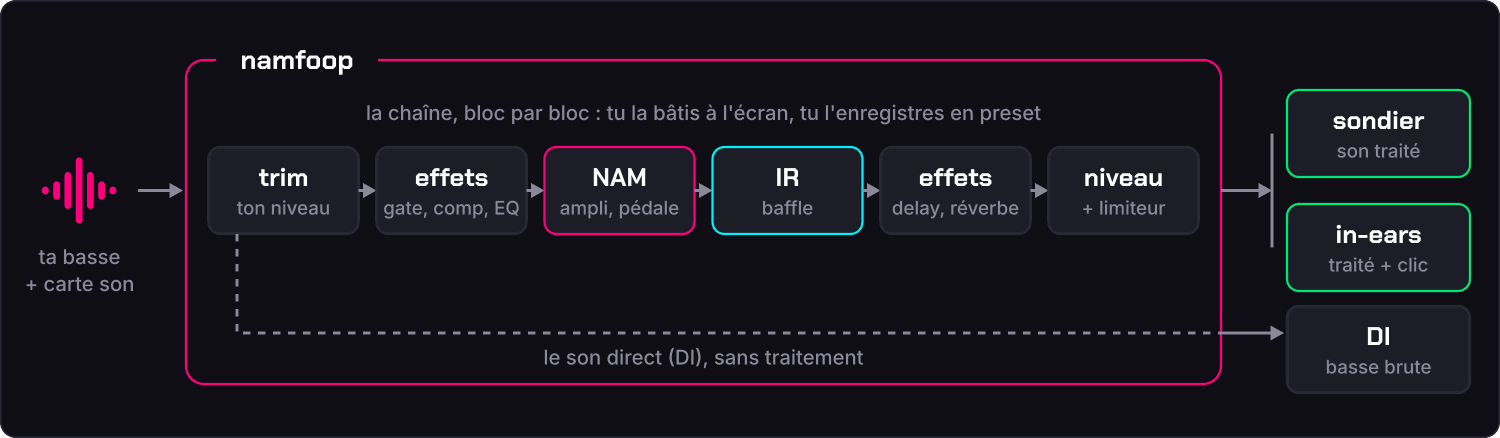 namfoop
la chaîne, bloc par bloc : tu la bâtis à l'écran, tu l'enregistres en preset
ta basse
+ carte son
trim
ton niveau
effets
gate, comp, EQ
NAM
ampli, pédale
IR
baffle
effets
delay, réverbe
niveau
+ limiteur
sondier
son traité
in-ears
traité + clic
le son direct (DI), sans traitement
DI
basse brute